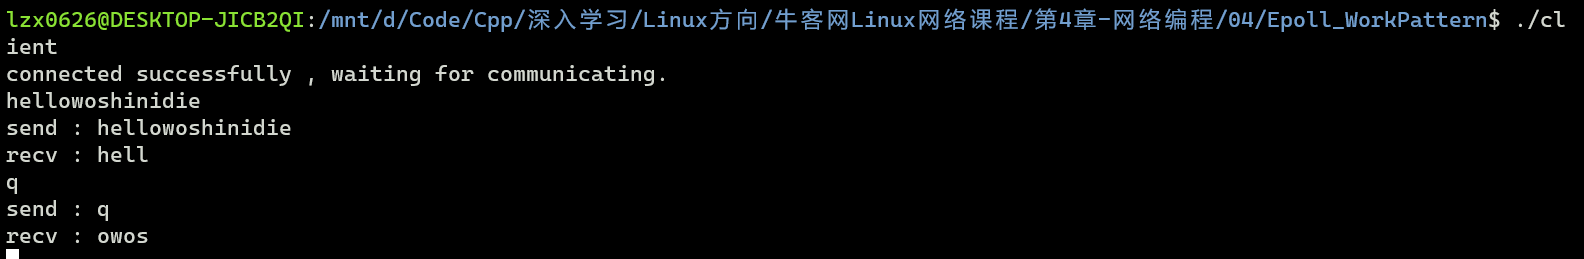 lzx0626@DESKTOP-JICB2QI:/mnt/d/Code/Cpp/深入学习/Linux方向/牛客网Linux网络课程/第4章-网络编程/04/Epoll_WorkPattern$ ./cl
ient
connected successfully , waiting for communicating.
hellowoshinidie
send : hellowoshinidie
recv : hell
q
send : q
recv : owos